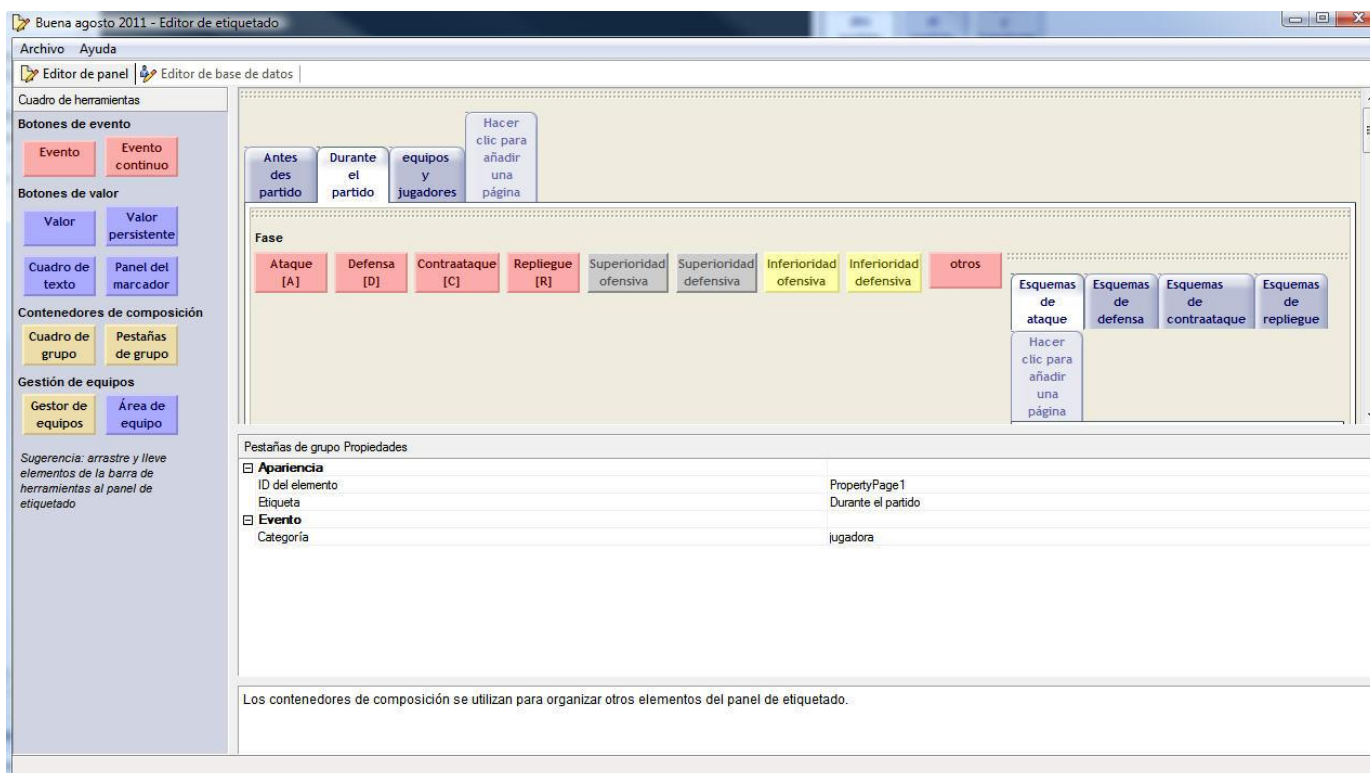 Buena agosto 2011 - Editor de etiquetado
Archivo Ayuda
Editor de panel Editor de base de datos
Cuadro de herramientas
Botones de evento
Evento
Evento
continuo
Botones de valor
Valor
Valor
persistente
Cuadro de
texto
Panel del
marcador
Contenedores de composición
Cuadro de
grupo
Pestañas
de grupo
Gestión de equipos
Gestor de
equipos
Área de
equipo
Sugerencia: arrastre y lleve
elementos de la barra de
herramientas al panel de
etiquetado
Antes
des
partido
Durante
el
partido
equipos
y
jugadores
Hacer
clic para
añadir
una
página
Fase
Ataque
[A]
Defensa
[D]
Contraataque
[C]
Repliegue
[R]
Superioridad
ofensiva
Superioridad
defensiva
Inferioridad
ofensiva
Inferioridad
defensiva
otros
Esquemas
de
ataque
Esquemas
de
defensa
Esquemas
de
contraataque
Esquemas
de
repliegue
Hacer
clic para
añadir
una
página
Pestañas de grupo Propiedades
Apariencia
ID del elemento PropertyPage1
Etiqueta Durante el partido
Evento
Categoría jugadora
Los contenedores de composición se utilizan para organizar otros elementos del panel de etiquetado.